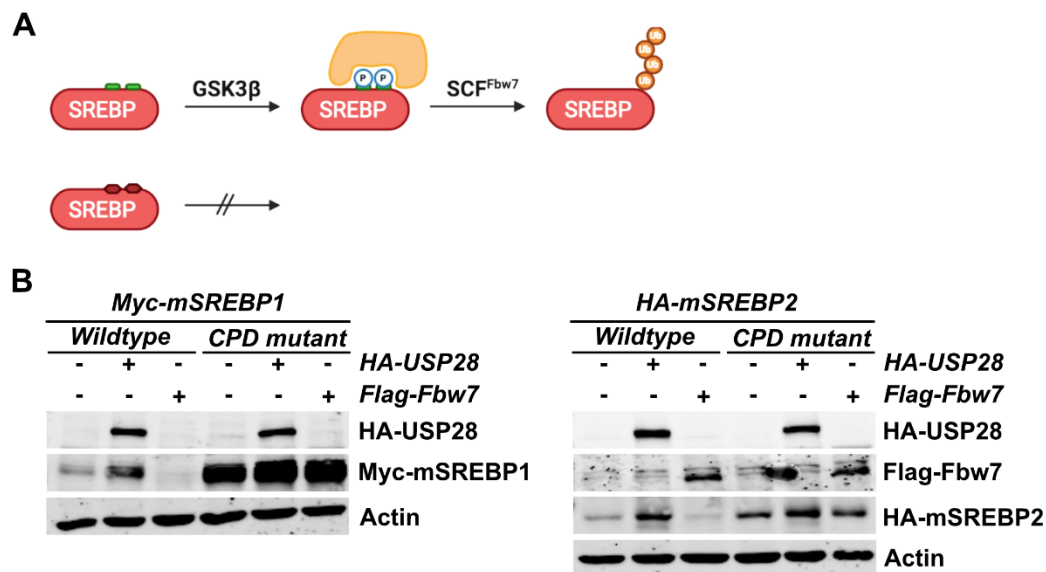 A
GSK3β
SCFFbw7
SREBP
P P
SREBP
Ub
Ub
Ub
Ub
SREBP
SREBP
B
Myc-mSREBP1
Wildtype CPD mutant
- + - - + - HA-USP28
- - + - - + Flag-Fbw7
HA-USP28
Myc-mSREBP1
Actin
HA-mSREBP2
Wildtype CPD mutant
- + - - + - HA-USP28
- - + - - + Flag-Fbw7
HA-USP28
Flag-Fbw7
HA-mSREBP2
Actin